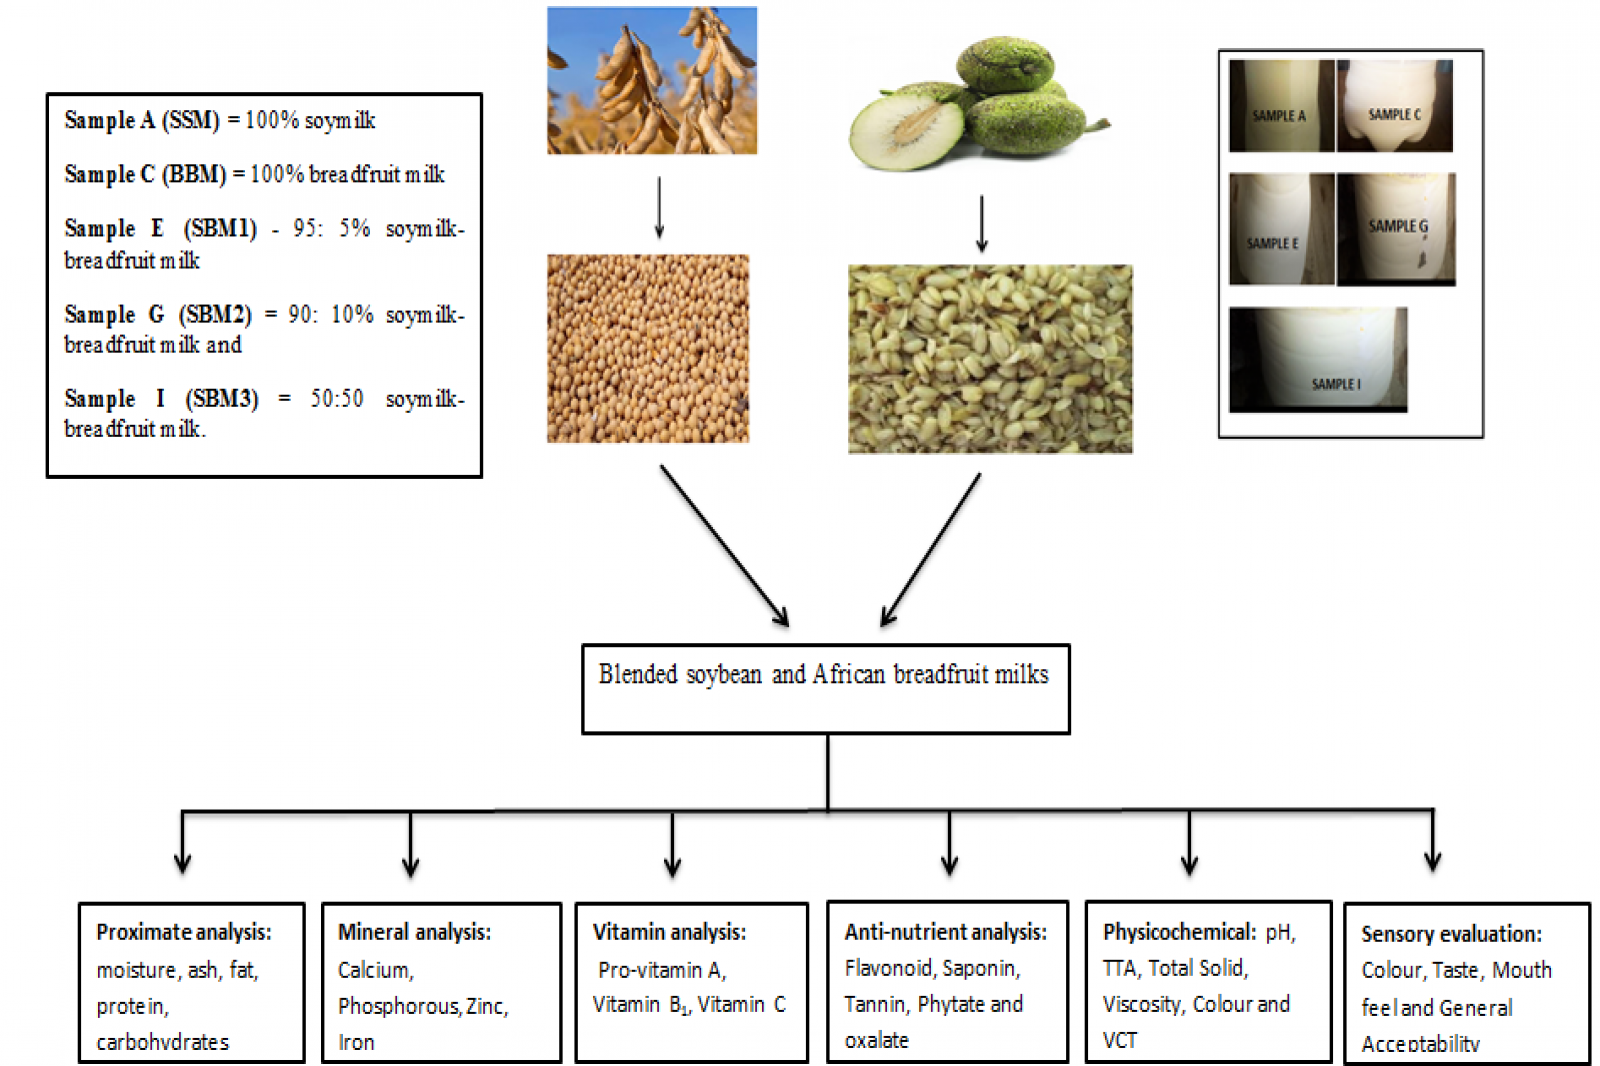 Sample A (SSM) = 100% soymilk
Sample C (BBM) = 100% breadfruit milk
Sample E (SBM1) - 95: 5% soymilk-
breadfruit milk
Sample G (SBM2) = 90: 10% soymilk-
breadfruit milk and
Sample I (SBM3) = 50:50 soymilk-
breadfruit milk.
SAMPLE A
SAMPLE C
SAMPLE E
SAMPLE G
SAMPLE I
Blended soybean and African breadfruit milks
Proximate analysis:
moisture, ash, fat,
protein,
carbohydrates
Mineral analysis:
Calcium,
Phosphorous, Zinc,
Iron
Vitamin analysis:
Pro-vitamin A,
Vitamin B₁, Vitamin C
Anti-nutrient analysis:
Flavonoid, Saponin,
Tannin, Phytate and
oxalate
Physicochemical: pH,
TTA, Total Solid,
Viscosity, Colour and
VCT
Sensory evaluation:
Colour, Taste, Mouth
feel and General
Acceptability